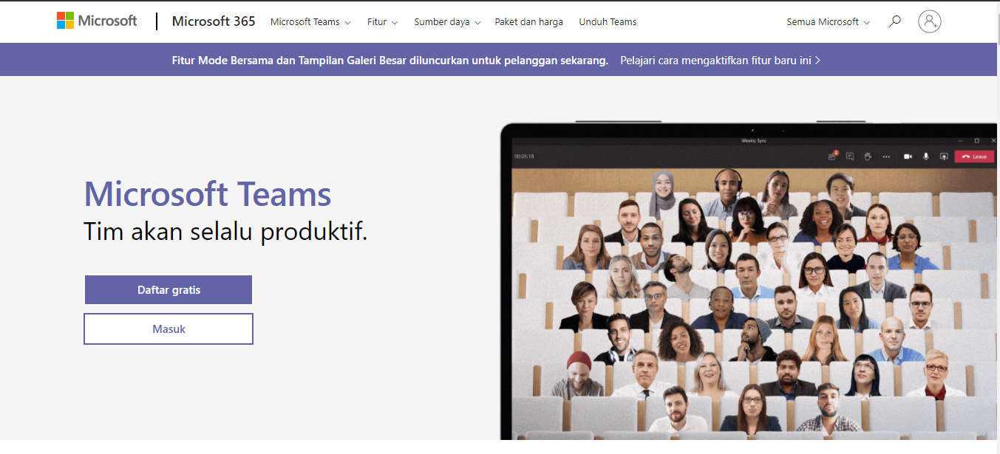 Microsoft
Microsoft 365
Microsoft Teams
Fitur
Sumber daya
Paket dan harga
Unduh Teams
Semua Microsoft
Fitur Mode Bersama dan Tampilan Galeri Besar diluncurkan untuk pelanggan sekarang. Pelajari cara mengaktifkan fitur baru ini
Weekly Sync
00:05:18
2
Leave
Microsoft Teams
Tim akan selalu produktif.
Daftar gratis
Masuk